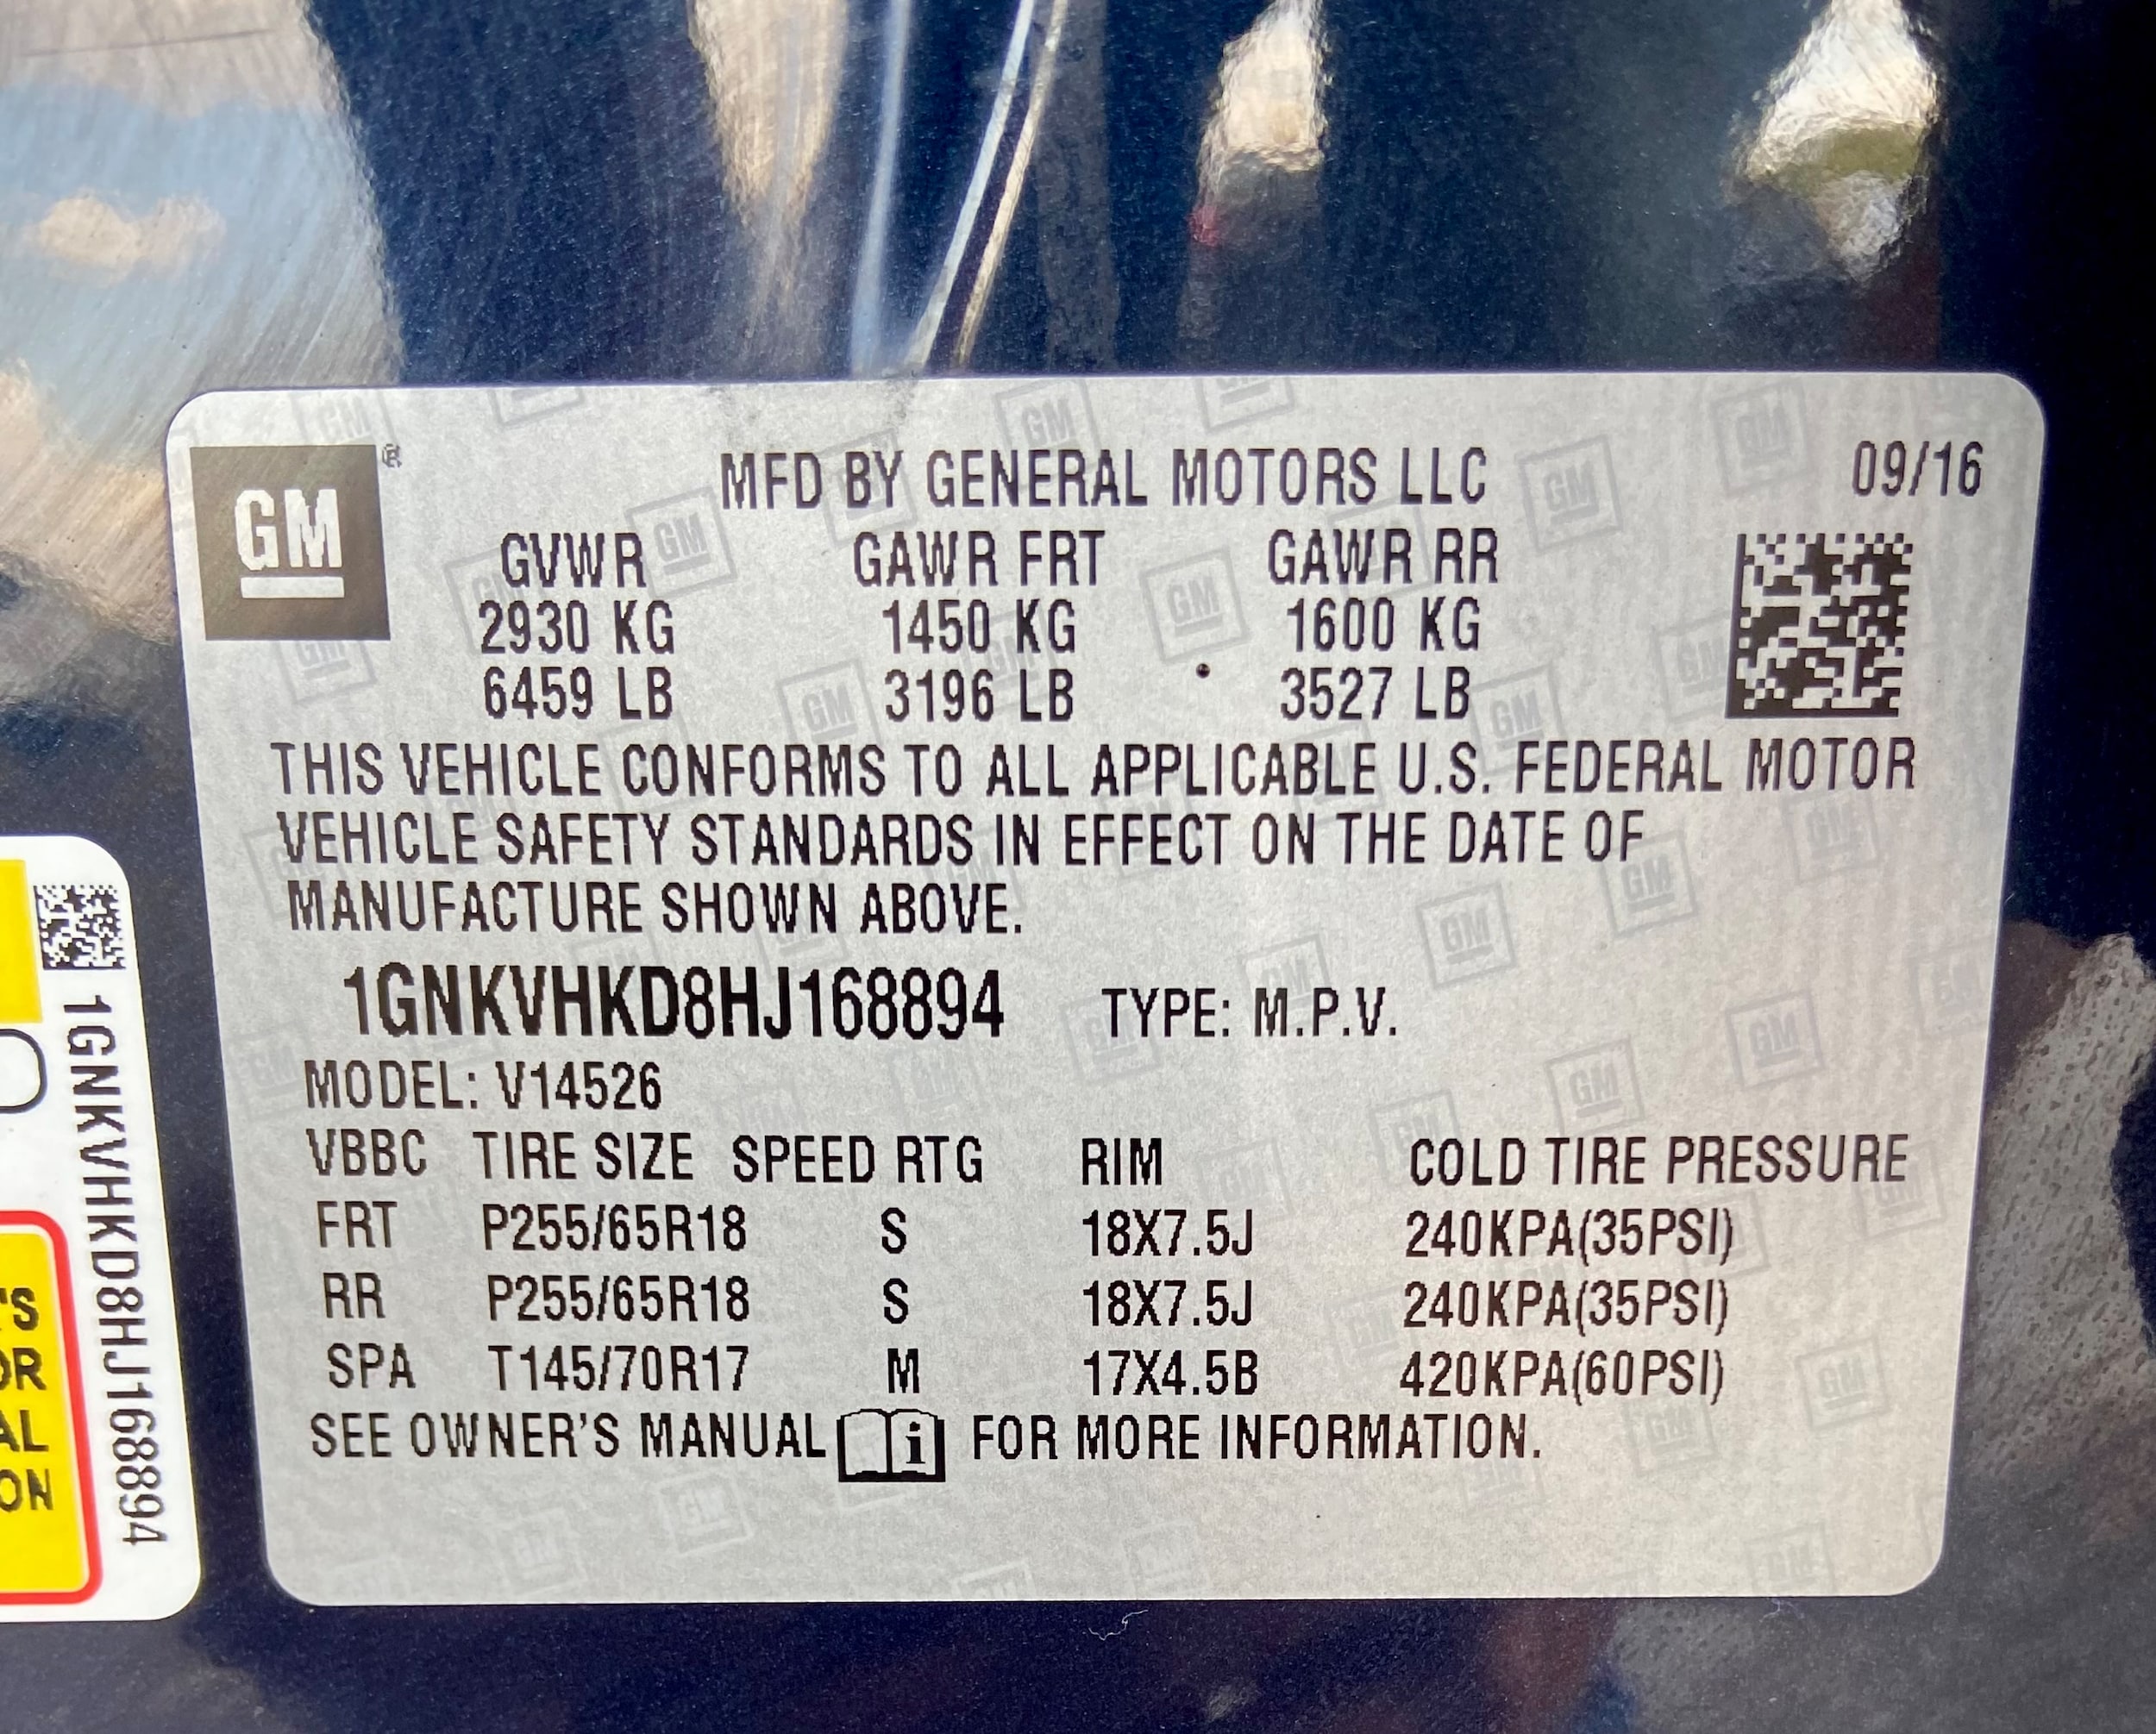 GM ®
MFD BY GENERAL MOTORS LLC 09/16
GVWR GAWR FRT GAWR RR
2930 KG 1450 KG 1600 KG
6459 LB 3196 LB 3527 LB
THIS VEHICLE CONFORMS TO ALL APPLICABLE U.S. FEDERAL MOTOR
VEHICLE SAFETY STANDARDS IN EFFECT ON THE DATE OF
MANUFACTURE SHOWN ABOVE.
1GNKVHKD8HJ168894 TYPE: M.P.V.
MODEL: V14526
VBBC TIRE SIZE SPEED RTG RIM COLD TIRE PRESSURE
FRT P255/65R18 S 18X7.5J 240KPA(35PSI)
RR P255/65R18 S 18X7.5J 240KPA(35PSI)
SPA T145/70R17 M 17X4.5B 420KPA(60PSI)
SEE OWNER'S MANUAL i FOR MORE INFORMATION.
1GNKVHKD8HJ168894